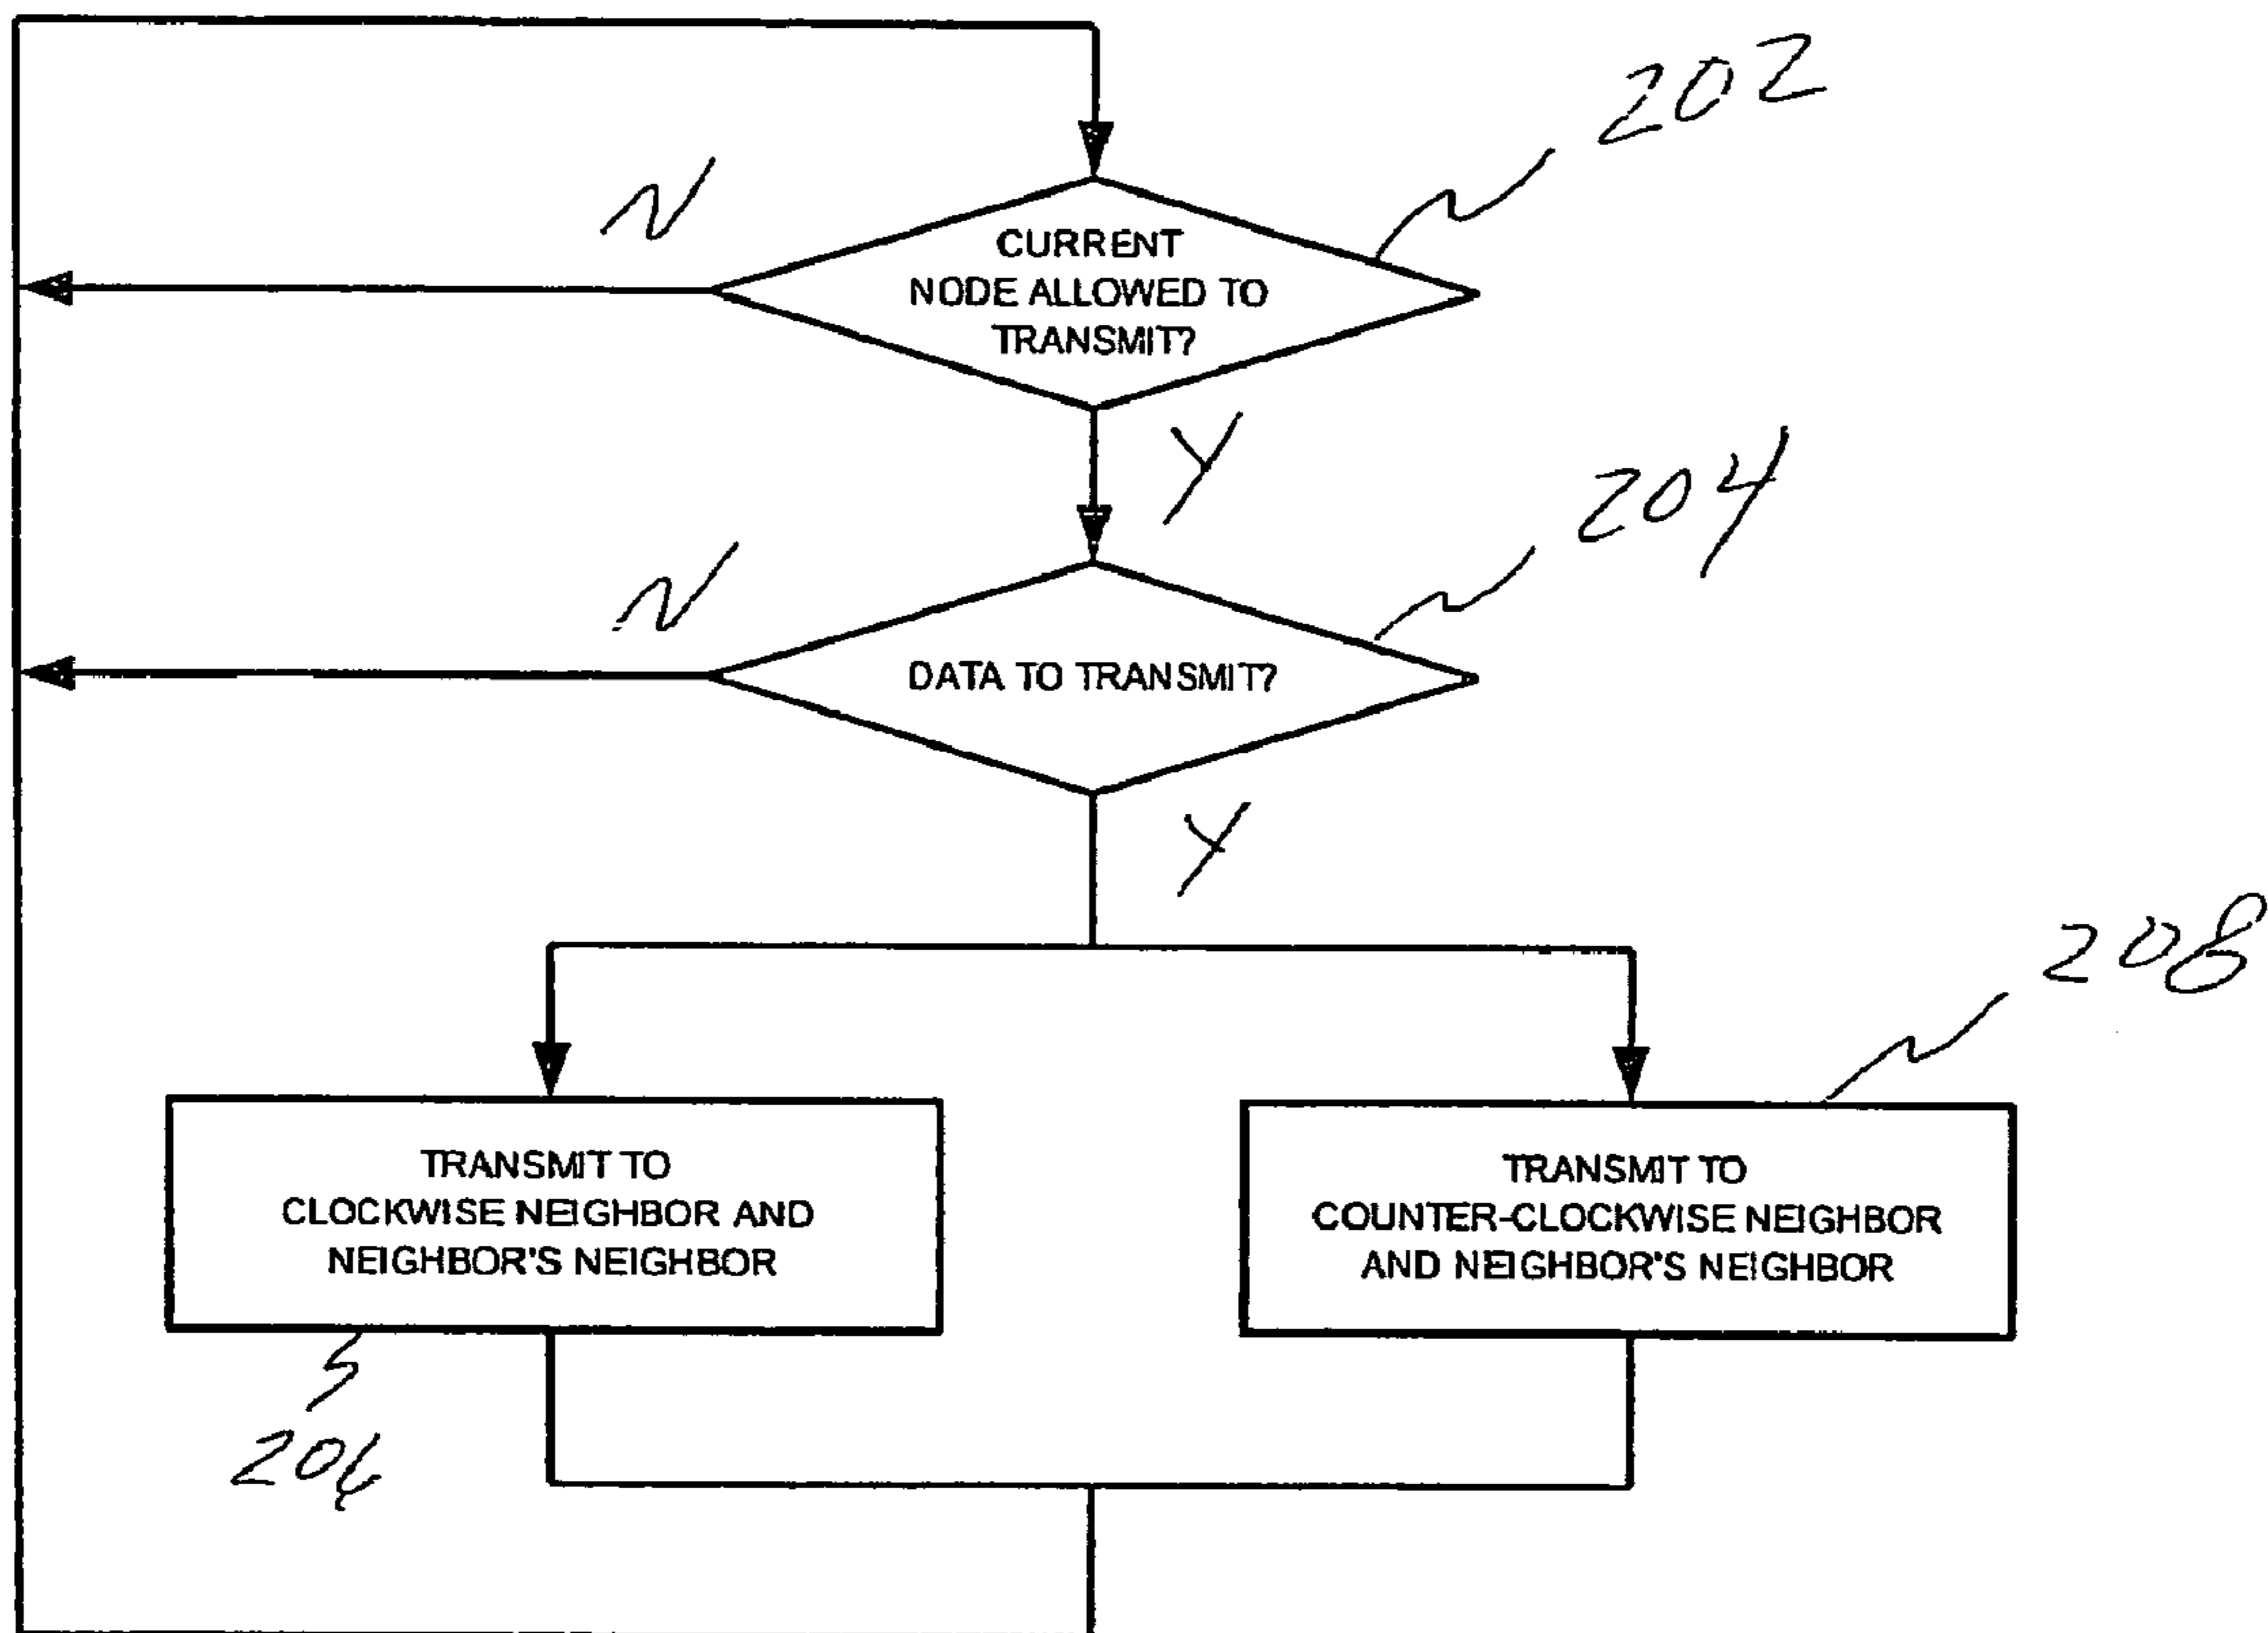 202
N
CURRENT
NODE ALLOWED TO
TRANSMIT?
Y
204
N
DATA TO TRANSMIT?
Y
208
TRANSMIT TO
CLOCKWISE NEIGHBOR AND
NEIGHBOR'S NEIGHBOR
TRANSMIT TO
COUNTER-CLOCKWISE NEIGHBOR
AND NEIGHBOR'S NEIGHBOR
206